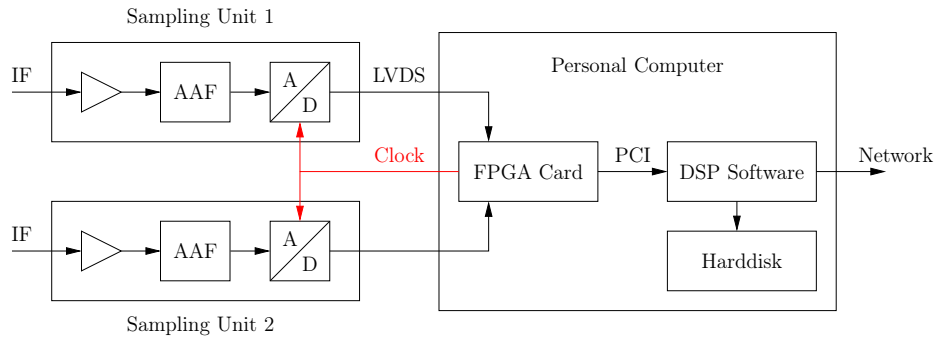 Sampling Unit 1
IF
AAF
A
D
LVDS
Personal Computer
Clock
FPGA Card
PCI
DSP Software
Network
IF
AAF
A
D
Harddisk
Sampling Unit 2